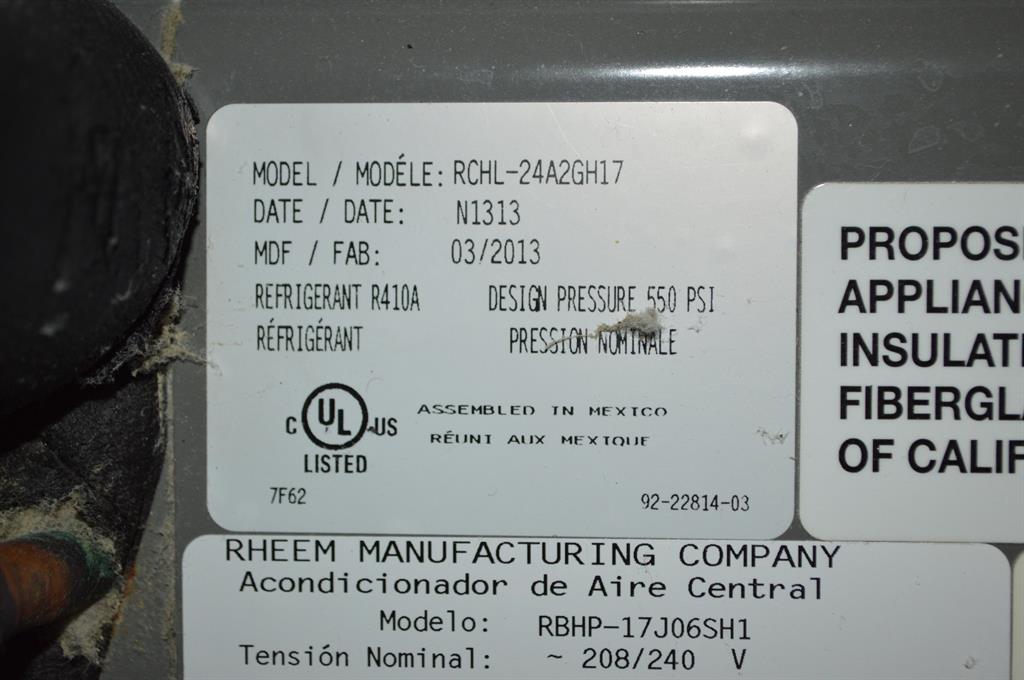 MODEL / MODÉLE: RCHL-24A2GH17
DATE / DATE: N1313
MDF / FAB: 03/2013
REFRIGERANT R410A DESIGN PRESSURE 550 PSI
RÉFRIGÉRANT PRESSION NOMINALE
C UL US
LISTED
ASSEMBLED IN MEXICO
RÉUNI AUX MEXIQUE
7F62 92-22814-03
PROPOSI
APPLIAN
INSULATI
FIBERGL
OF CALIF
RHEEM MANUFACTURING COMPANY
Acondicionador de Aire Central
Modelo: RBHP-17J06SH1
Tensión Nominal: ~ 208/240 V